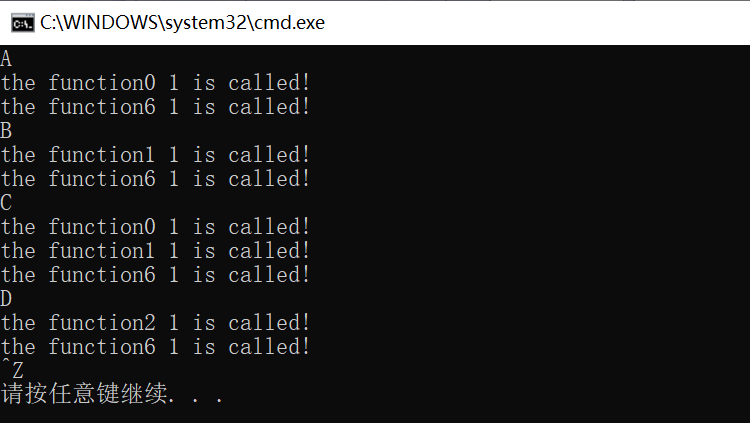 C:\WINDOWS\system32\cmd.exe
A
the function0 1 is called!
the function6 1 is called!
B
the function1 1 is called!
the function6 1 is called!
C
the function0 1 is called!
the function1 1 is called!
the function6 1 is called!
D
the function2 1 is called!
the function6 1 is called!
^Z
请按任意键继续. . .